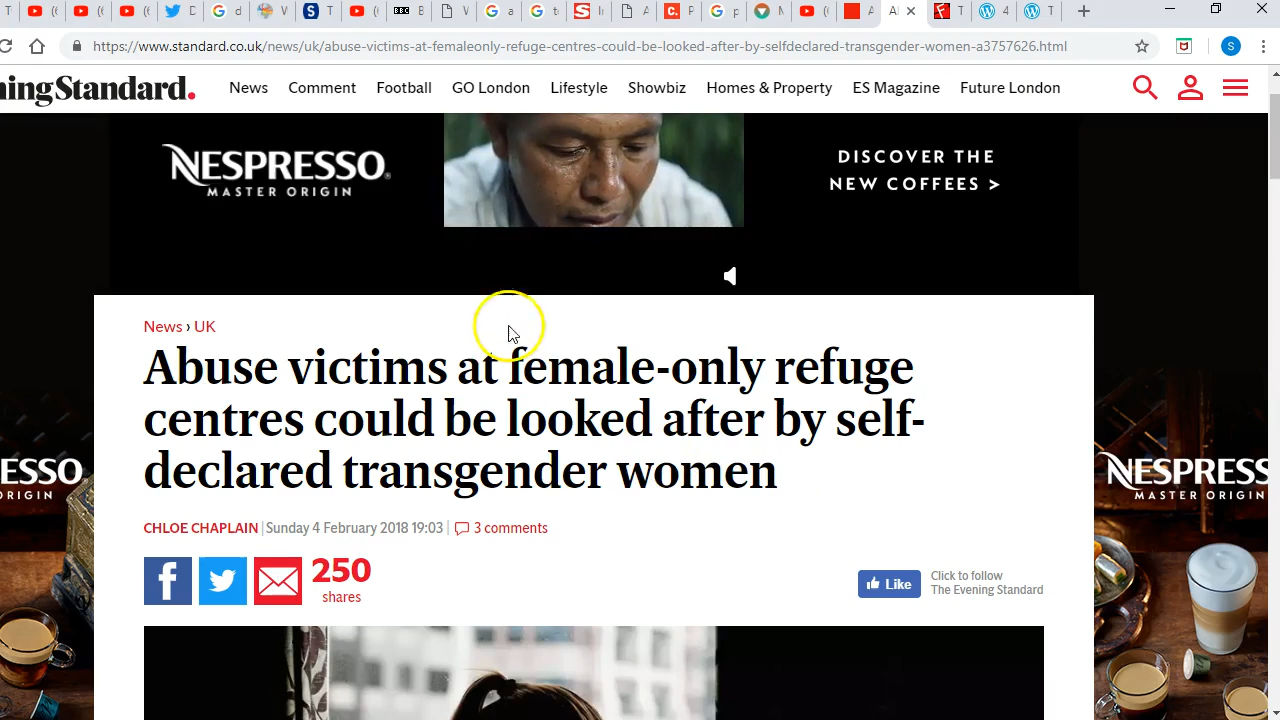 https://www.standard.co.uk/news/uk/abuse-victims-at-femaleonly-refuge-centres-could-be-looked-after-by-selfdeclared-transgender-women-a3757626.html
S
ningStandard.
News Comment Football GO London Lifestyle Showbiz Homes & Property ES Magazine Future London
NESPRESSO.
MASTER ORIGIN
DISCOVER THE
NEW COFFEES >
News › UK
Abuse victims at female-only refuge
centres could be looked after by self-
declared transgender women
CHLOE CHAPLAIN | Sunday 4 February 2018 19:03 | 3 comments
250
shares
Like
Click to follow
The Evening Standard
ESSO
ORIGIN
NESPRESS
MASTER ORIGIN